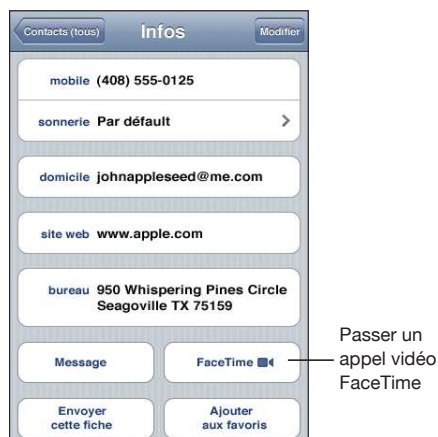 Contacts (tous) Infos Modifier
mobile (408) 555-0125
sonnerie Par défault
domicile johnappleseed@me.com
site web www.apple.com
bureau 950 Whispering Pines Circle
Seagoville TX 75159
Message FaceTime
Passer un
appel vidéo
FaceTime
Envoyer
cette fiche
Ajouter
aux favoris